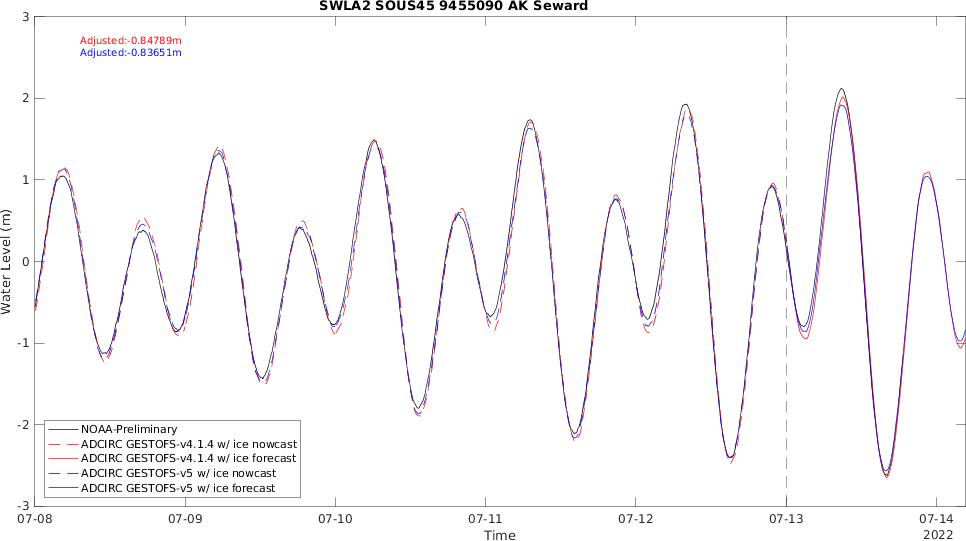 SWLA2 SOUS45 9455090 AK Seward
Adjusted:-0.84789m
Adjusted:-0.83651m
3
2
1
0
-1
-2
-3
Water Level (m)
NOAA-Preliminary
ADCIRC GESTOFS-v4.1.4 w/ ice nowcast
ADCIRC GESTOFS-v4.1.4 w/ ice forecast
ADCIRC GESTOFS-v5 w/ ice nowcast
ADCIRC GESTOFS-v5 w/ ice forecast
07-08 07-09 07-10 07-11 07-12 07-13 07-14
Time
2022